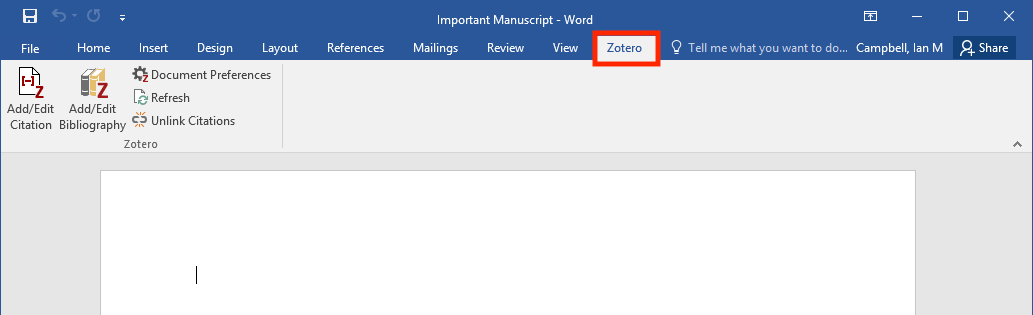 Important Manuscript - Word
File Home Insert Design Layout References Mailings Review View Zotero Tell me what you want to do... Campbell, Ian M Share
Add/Edit
Citation
Add/Edit
Bibliography
Document Preferences
Refresh
Unlink Citations
Zotero